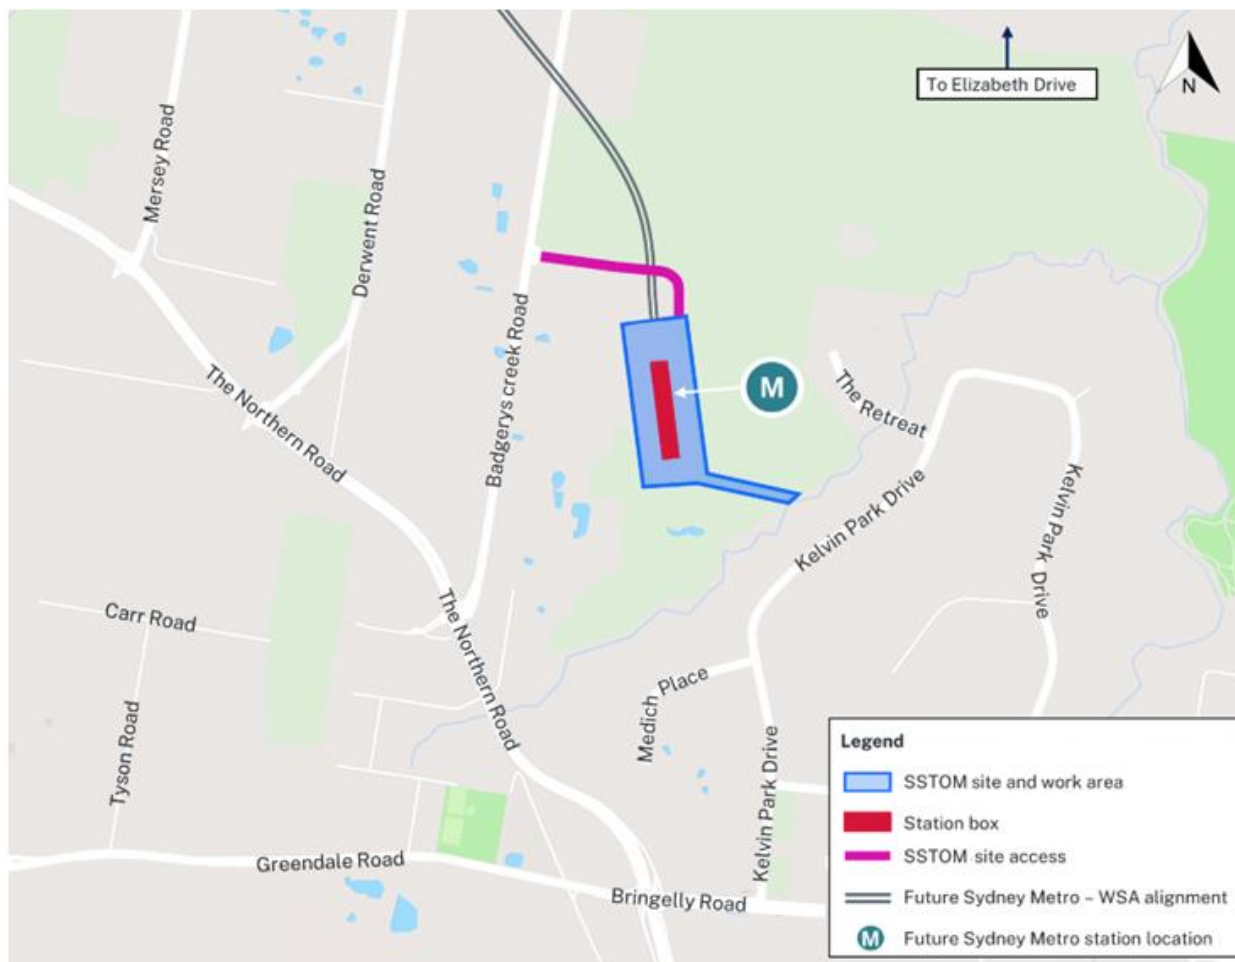 To Elizabeth Drive
N
Mersey Road
Derwent Road
Badgerys creek Road
The Northern Road
M
The Retreat
Kelvin Park Drive
Kelvin Park Drive
Carr Road
The Northern Road
Tyson Road
Medich Place
Kelvin Park Drive
Greendale Road
Bringelly Road
Legend
SSTOM site and work area
Station box
SSTOM site access
Future Sydney Metro – WSA alignment
M
Future Sydney Metro station location